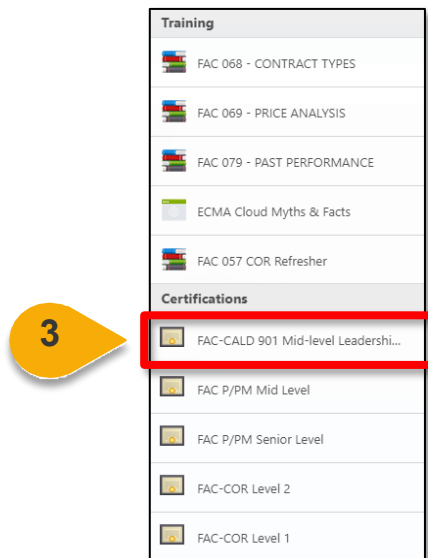 Training
FAC 068 - CONTRACT TYPES
FAC 069 - PRICE ANALYSIS
FAC 079 - PAST PERFORMANCE
ECMA Cloud Myths & Facts
FAC 057 COR Refresher
Certifications
3
FAC-CALD 901 Mid-level Leadershi...
FAC P/PM Mid Level
FAC P/PM Senior Level
FAC-COR Level 2
FAC-COR Level 1